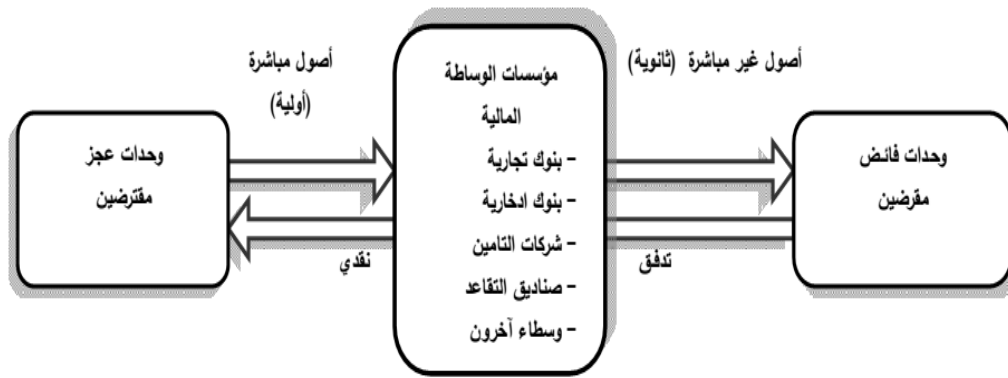 أصول غير مباشرة (ثانوية)
أصول مباشرة
(أولية)
وحدات فائض
مقرضين
مؤسسات الوساطة
المالية
- بنوك تجارية
- بنوك ادخارية
- شركات التامين
- صناديق التقاعد
- وسطاء آخرون
وحدات عجز
مقترضين
تدفق
نقدي